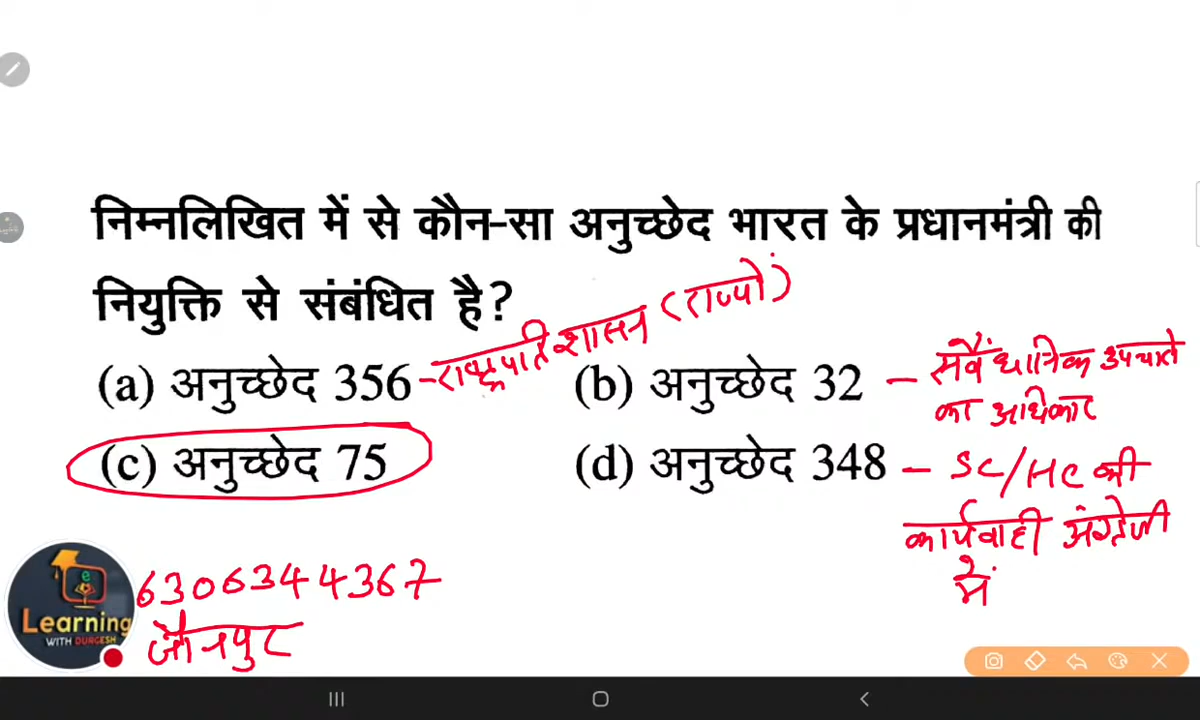 निम्नलिखित में से कौन-सा अनुच्छेद भारत के प्रधानमंत्री की
नियुक्ति से संबंधित है?
(a) अनुच्छेद 356 – राष्ट्रपति शासन (राज्यों)
(b) अनुच्छेद 32 – संवैधानिक उपचारों
का अधिकार
(c) अनुच्छेद 75
(d) अनुच्छेद 348 – SC/HC की
कार्यवाही अंग्रेजी
में
e
Learning
WITH DURGESH
6306344367
जौनपुर